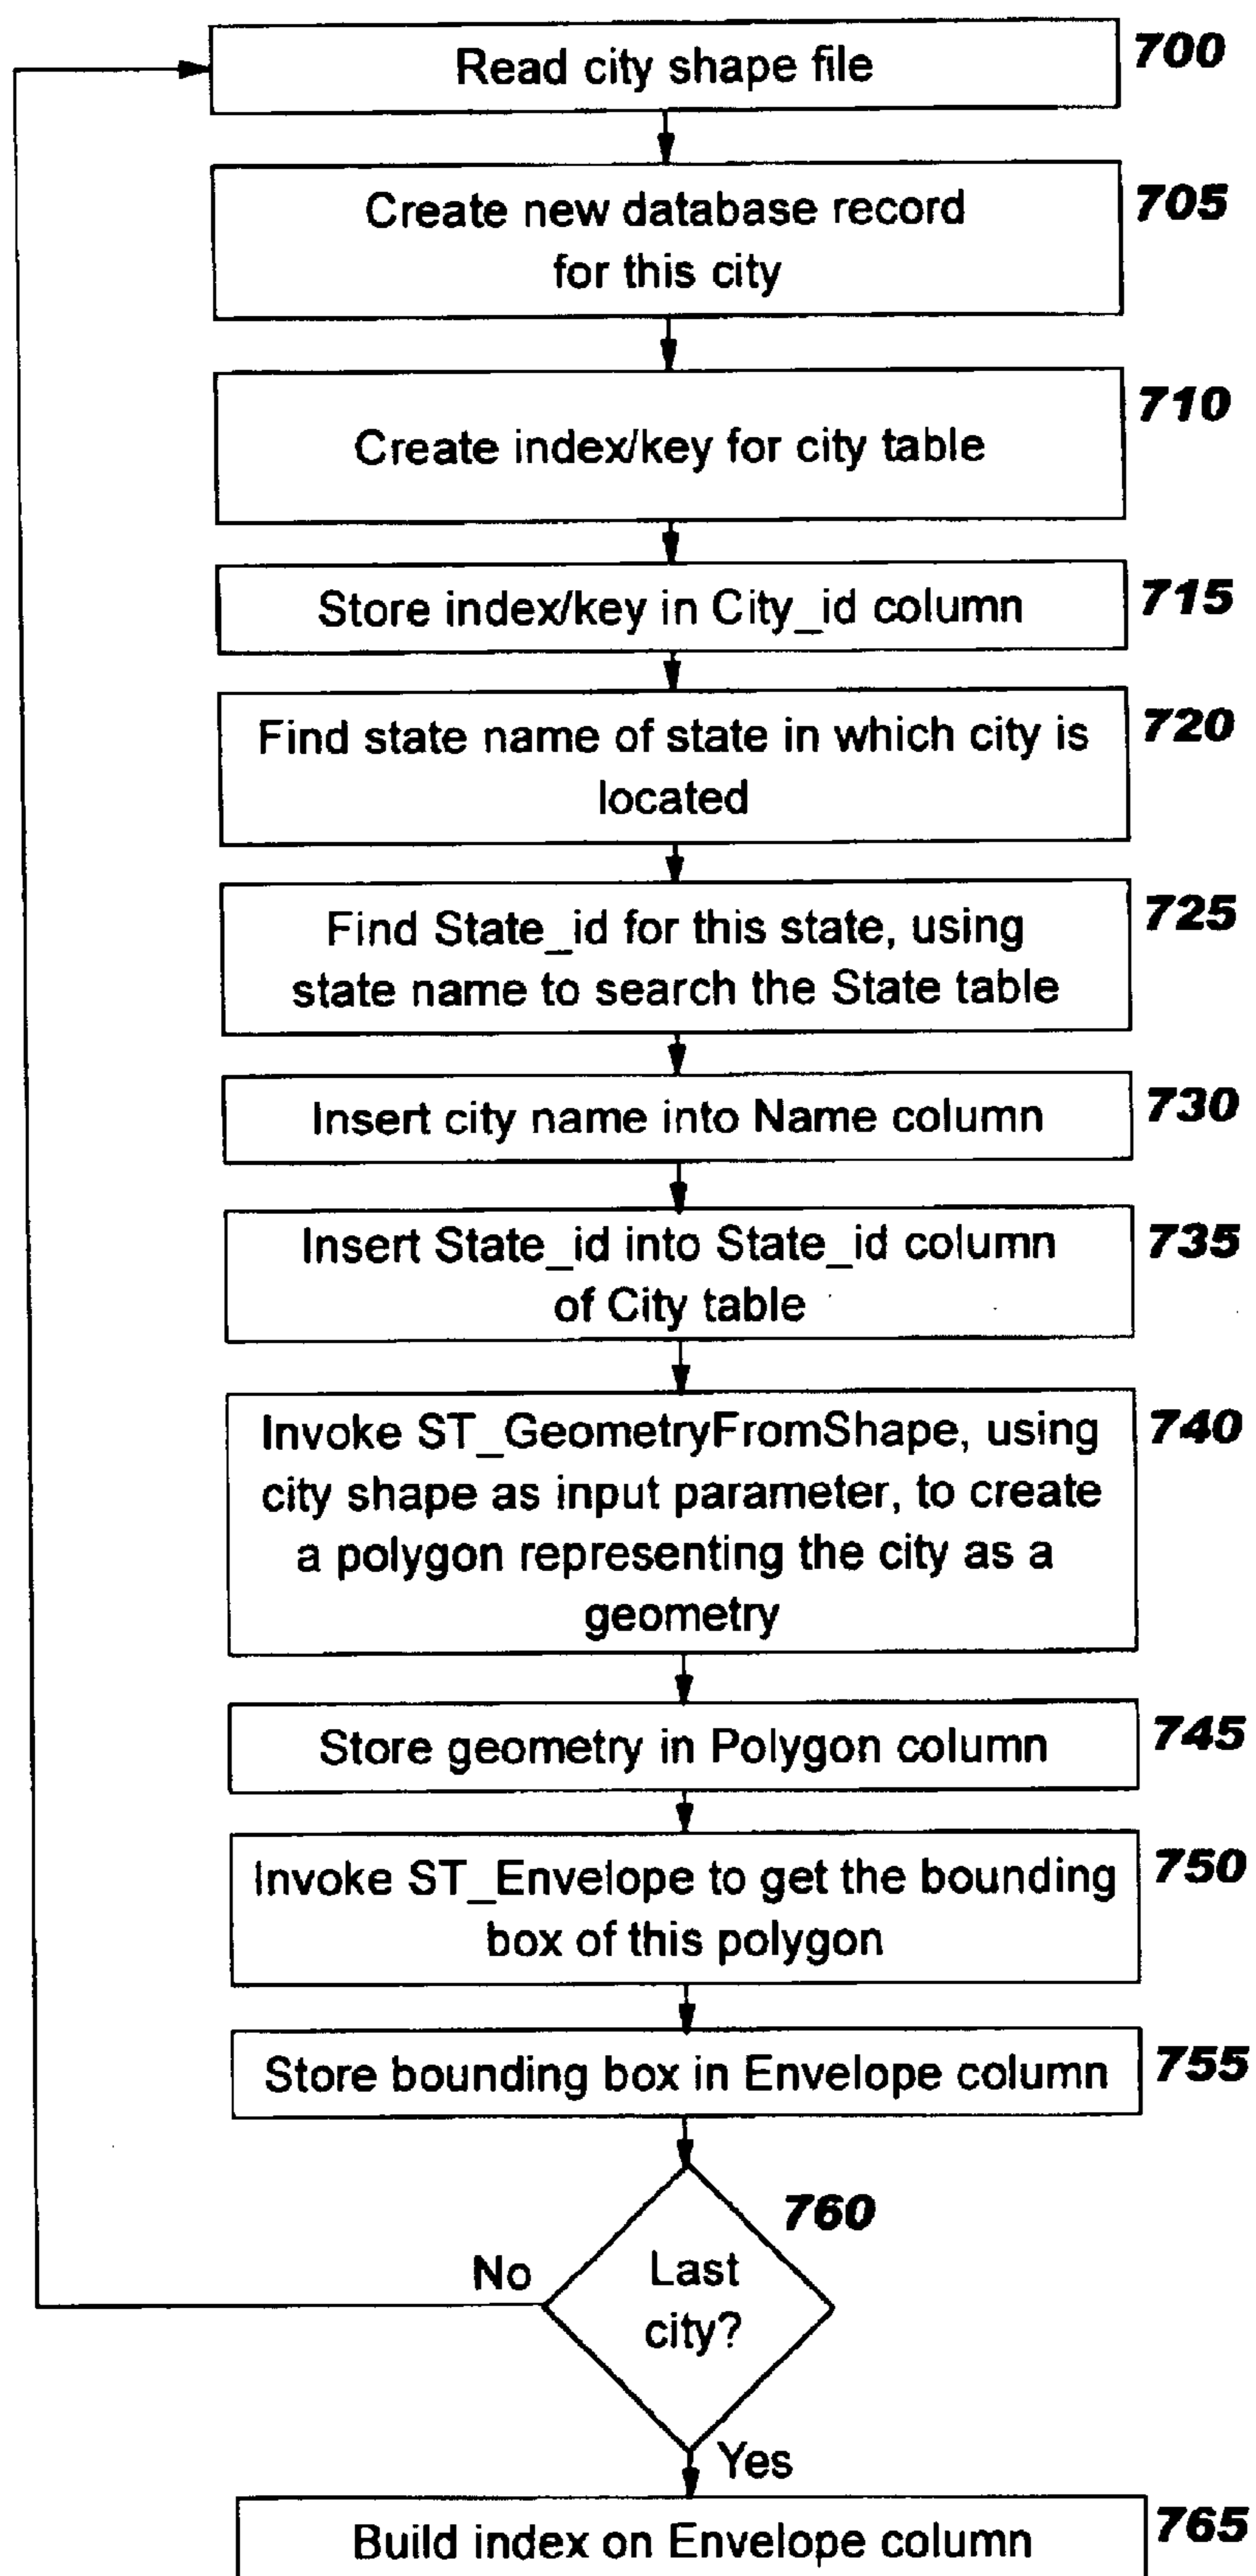 Read city shape file
700
Create new database record
for this city
705
Create index/key for city table
710
Store index/key in City_id column
715
Find state name of state in which city is
located
720
Find State_id for this state, using
state name to search the State table
725
Insert city name into Name column
730
Insert State_id into State_id column
of City table
735
Invoke ST_GeometryFromShape, using
city shape as input parameter, to create
a polygon representing the city as a
geometry
740
Store geometry in Polygon column
745
Invoke ST_Envelope to get the bounding
box of this polygon
750
Store bounding box in Envelope column
755
760
Last
city?
No
Yes
Build index on Envelope column
765